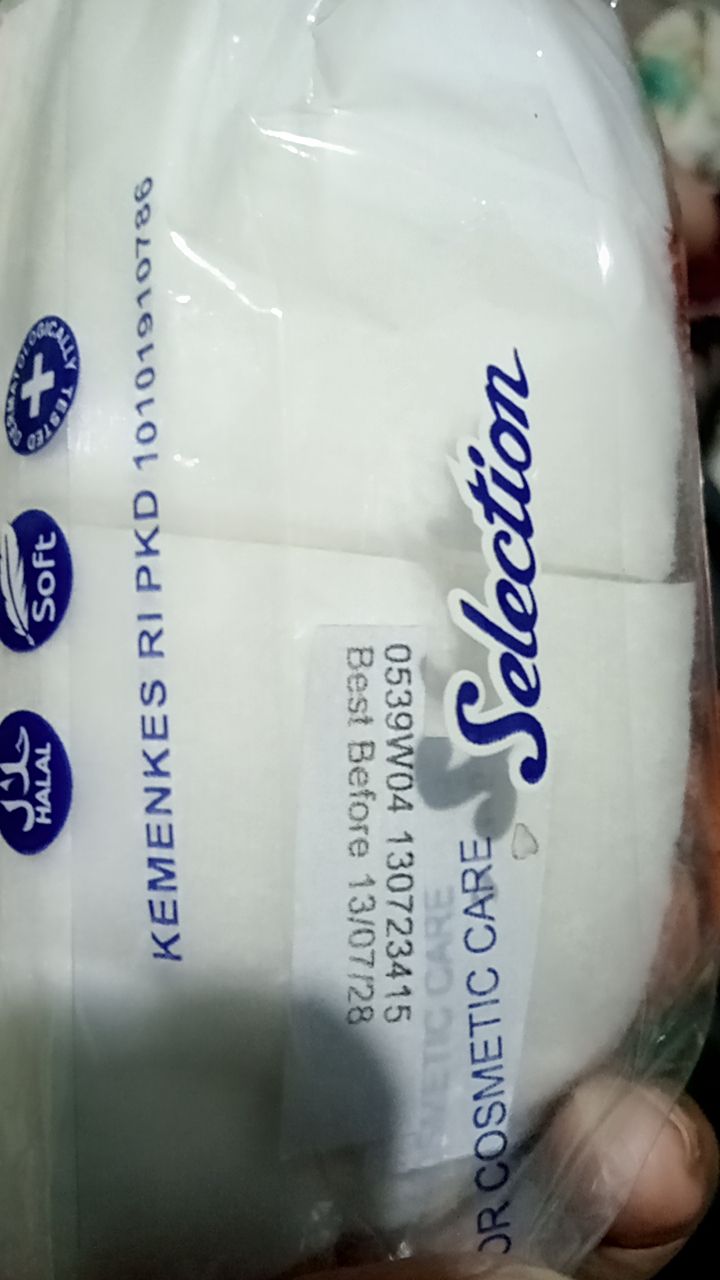 DERMATOLOGICALLY TESTED
Soft
حلال
HALAL
KEMENKES RI PKD 10101910786
0539W04 130723415
Best Before 13/07/28
Selection
OR COSMETIC CARE